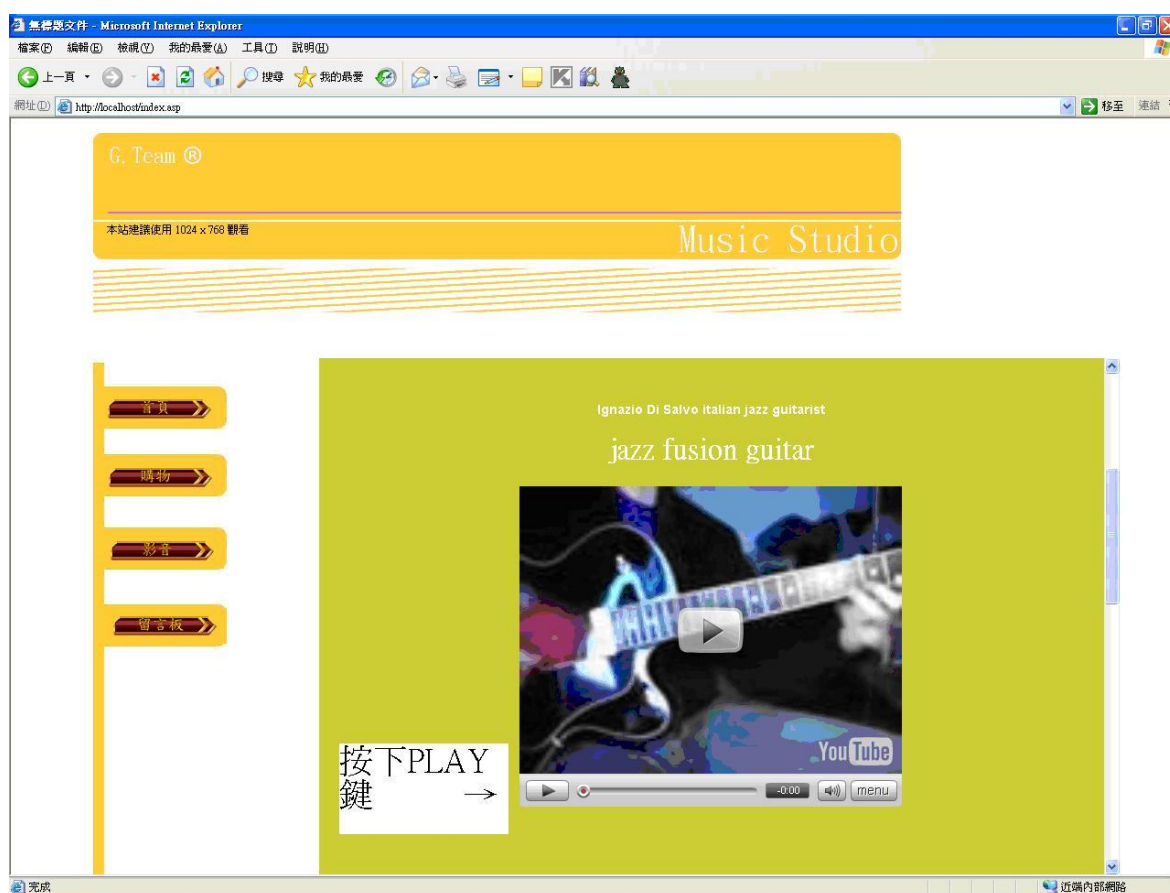 無標題文件 - Microsoft Internet Explorer
檔案(F) 編輯(E) 檢視(V) 我的最愛(A) 工具(T) 說明(H)
上一頁 搜尋 我的最愛
網址(D) http://localhost/index.asp 移至 連結
G. Team ®
本站建議使用 1024 x 768 觀看
Music Studio
Ignazio Di Salvo italian jazz guitarist
首頁
jazz fusion guitar
購物
影音
留言板
You Tube
按下PLAY
鍵 →
-0:00 menu
完成 近端內部網路